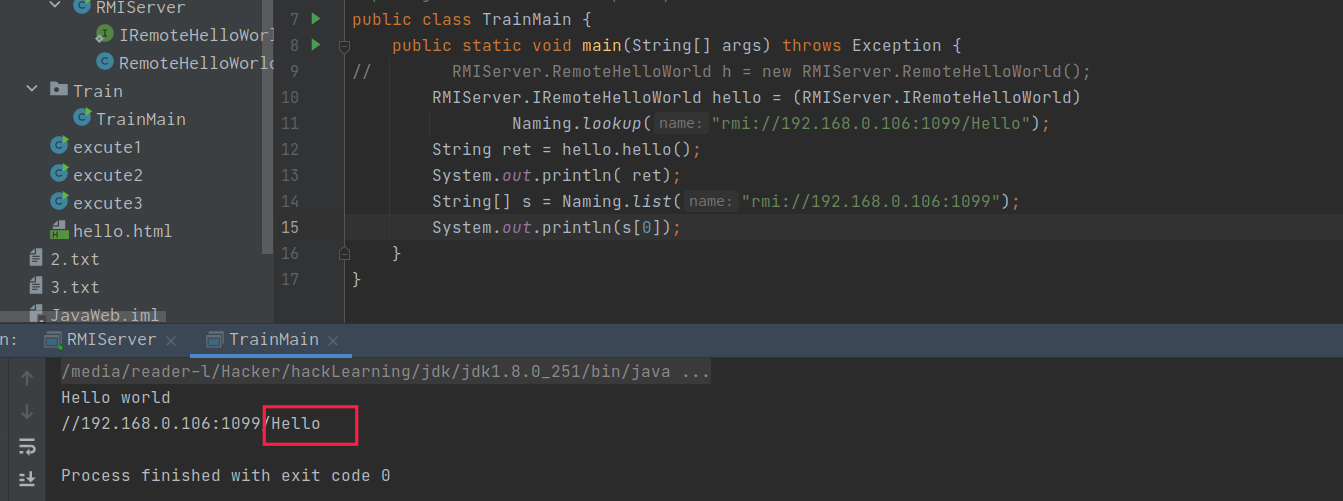 RMIServer
IRemoteHelloWor
RemoteHelloWorld
Train
TrainMain
excute1
excute2
excute3
hello.html
2.txt
3.txt
JavaWeb.iml
7 public class TrainMain {
8 public static void main(String[] args) throws Exception {
9 // RMIServer.RemoteHelloWorld h = new RMIServer.RemoteHelloWorld();
10 RMIServer.IRemoteHelloWorld hello = (RMIServer.IRemoteHelloWorld)
11 Naming.lookup( name: "rmi://192.168.0.106:1099/Hello");
12 String ret = hello.hello();
13 System.out.println( ret);
14 String[] s = Naming.list( name: "rmi://192.168.0.106:1099");
15 System.out.println(s[0]);
16 }
17 }
n: RMIServer × TrainMain ×
/media/reader-l/Hacker/hackLearning/jdk/jdk1.8.0_251/bin/java ...
Hello world
//192.168.0.106:1099/Hello
Process finished with exit code 0